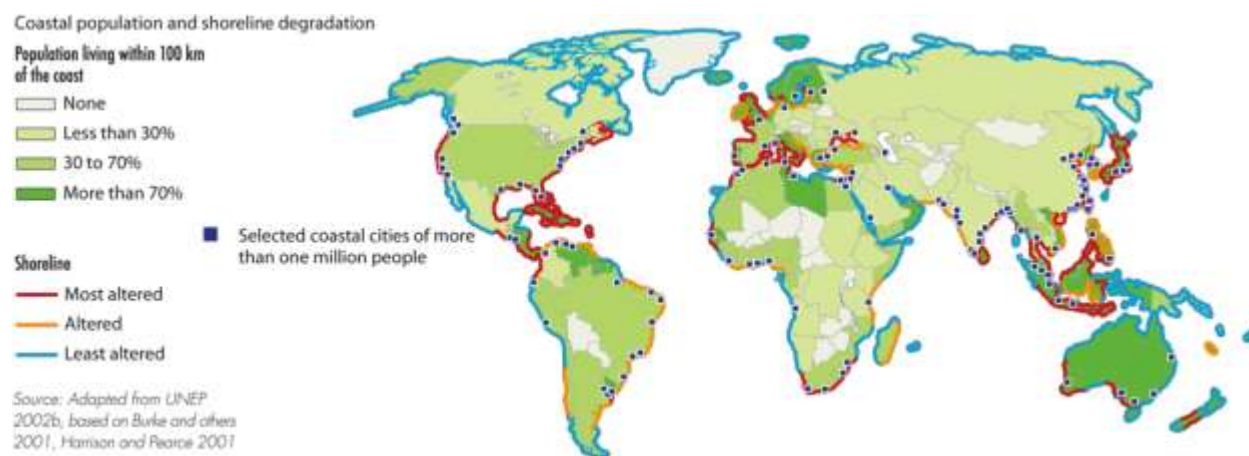 Coastal population and shoreline degradation
Population living within 100 km
of the coast
None
Less than 30%
30 to 70%
More than 70%
Selected coastal cities of more
than one million people
Shoreline
Most altered
Altered
Least altered
Source: Adapted from UNEP
2002b, based on Burke and others
2001, Harrison and Pearce 2001